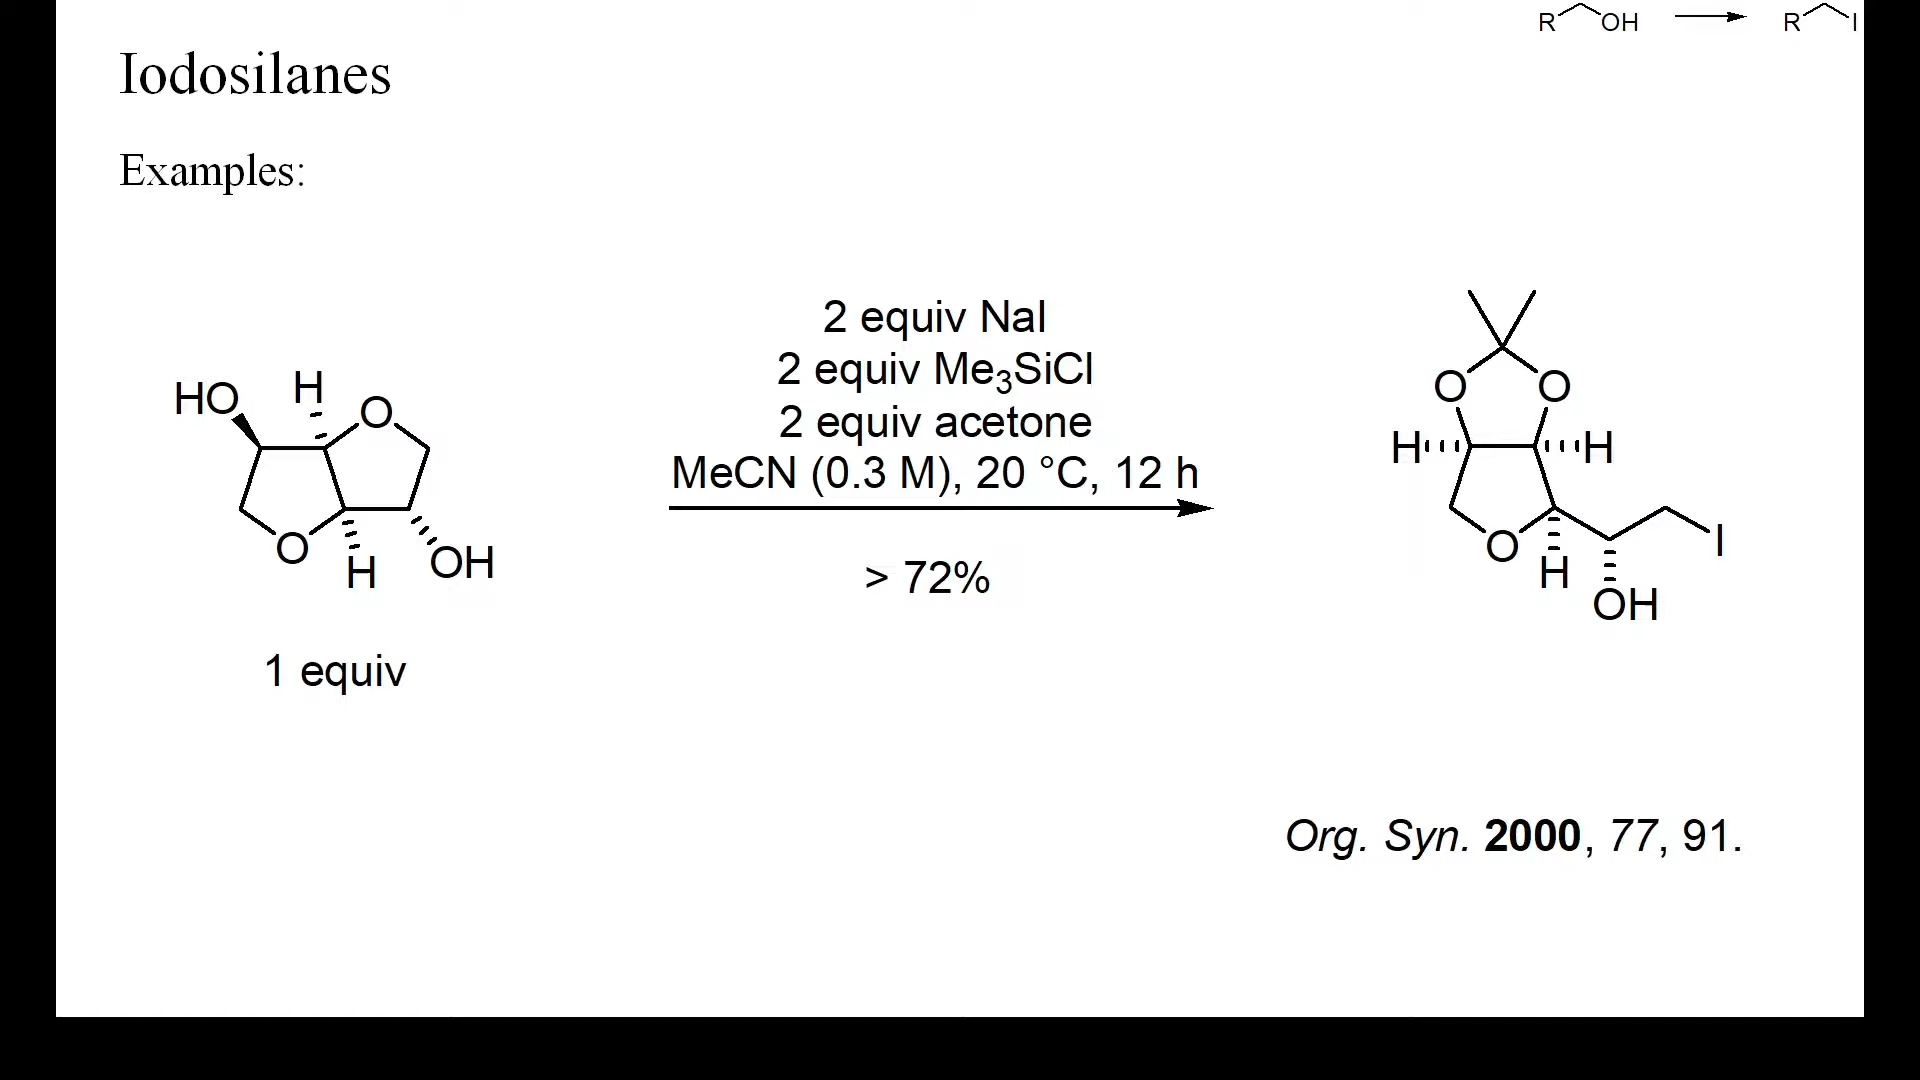 R OH → R I
Iodosilanes
Examples:
2 equiv NaI
2 equiv Me₃SiCl
2 equiv acetone
MeCN (0.3 M), 20 °C, 12 h
> 72%
HO H O
O H OH
1 equiv
O O
H H
O H I
OH
Org. Syn. 2000, 77, 91.